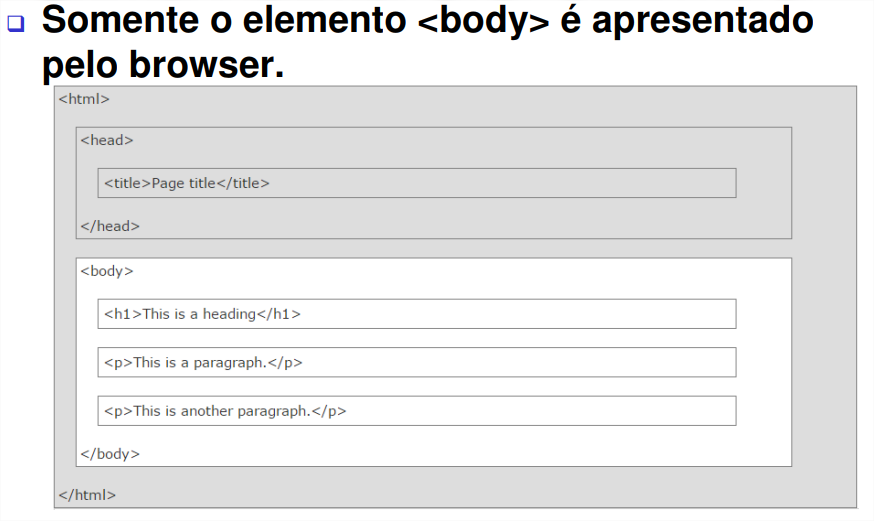 Somente o elemento <body> é apresentado
pelo browser.
<html>
<head>
<title>Page title</title>
</head>
<body>
<h1>This is a heading</h1>
<p>This is a paragraph.</p>
<p>This is another paragraph.</p>
</body>
</html>